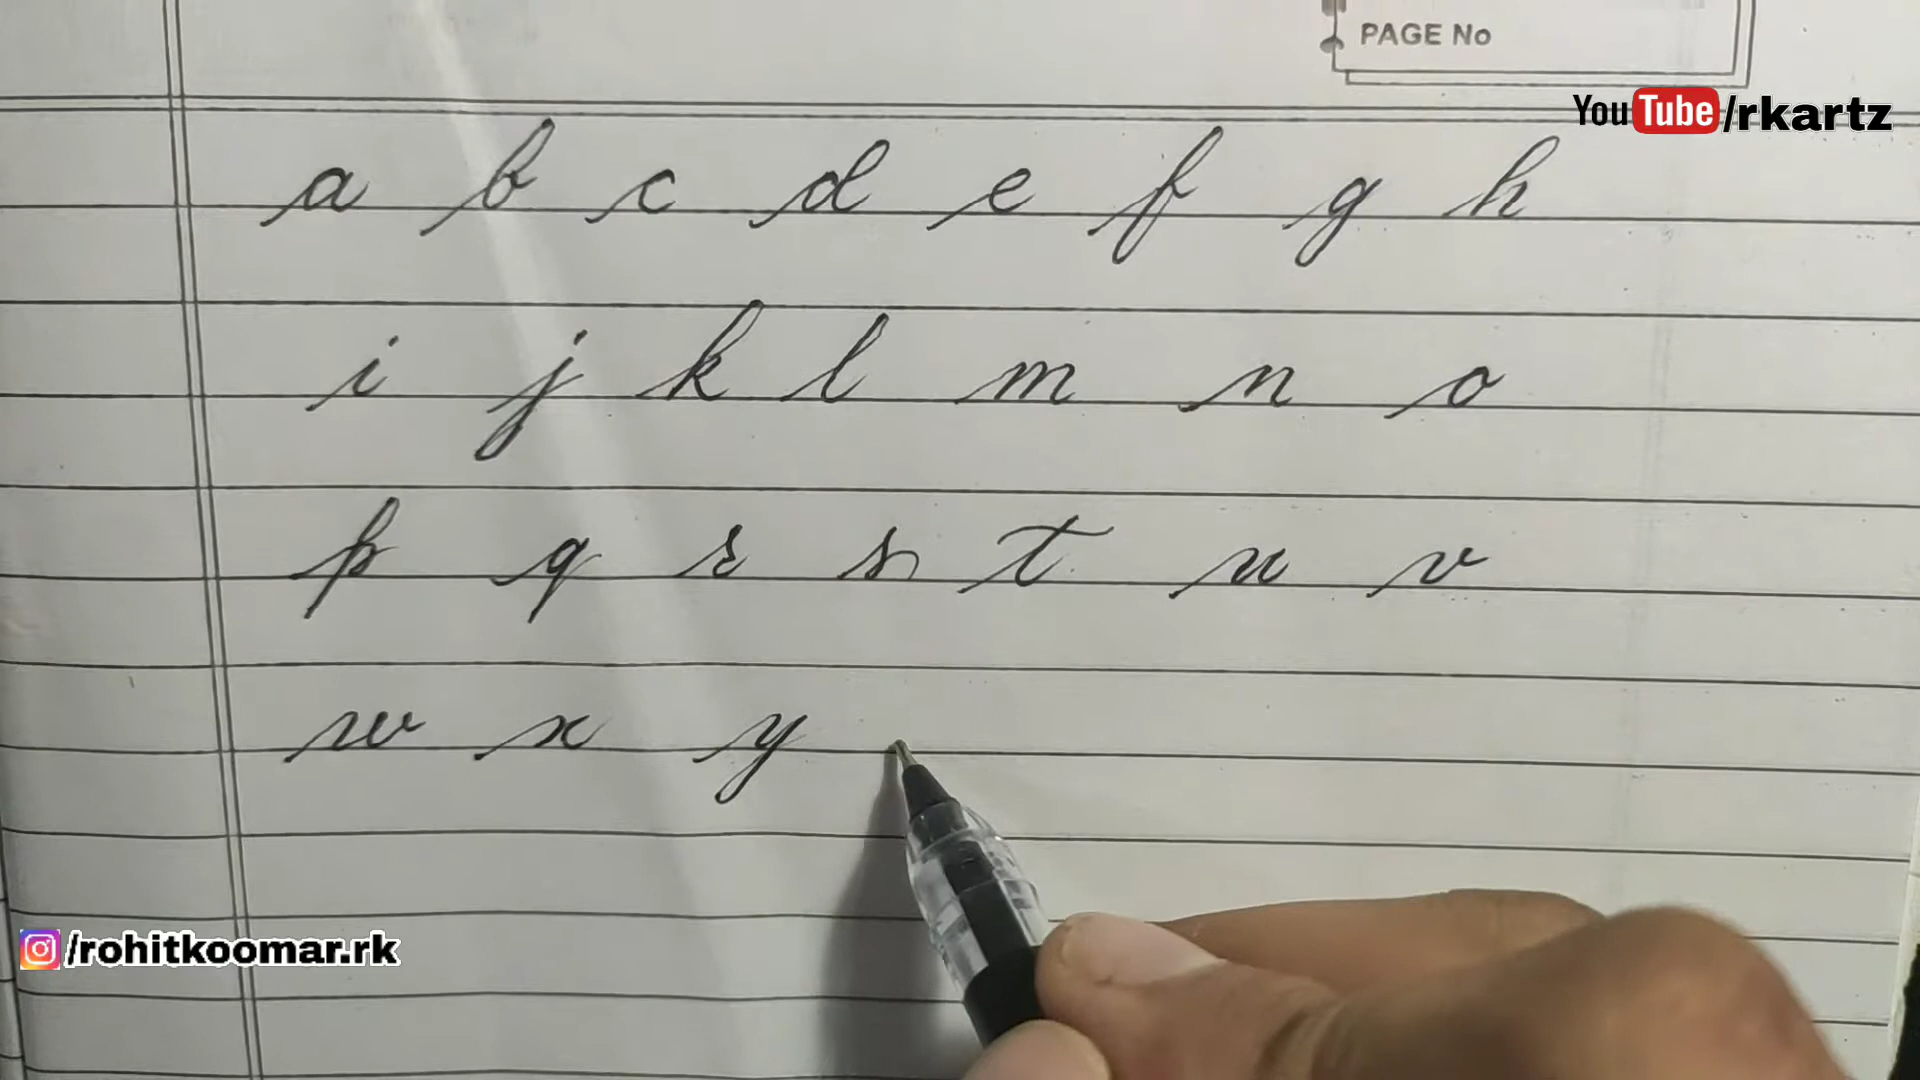 PAGE No
YouTube/rkartz
a b c d e f g h
i j k l m n o
p q r s t u v
w x y
/rohitkoomar.rk